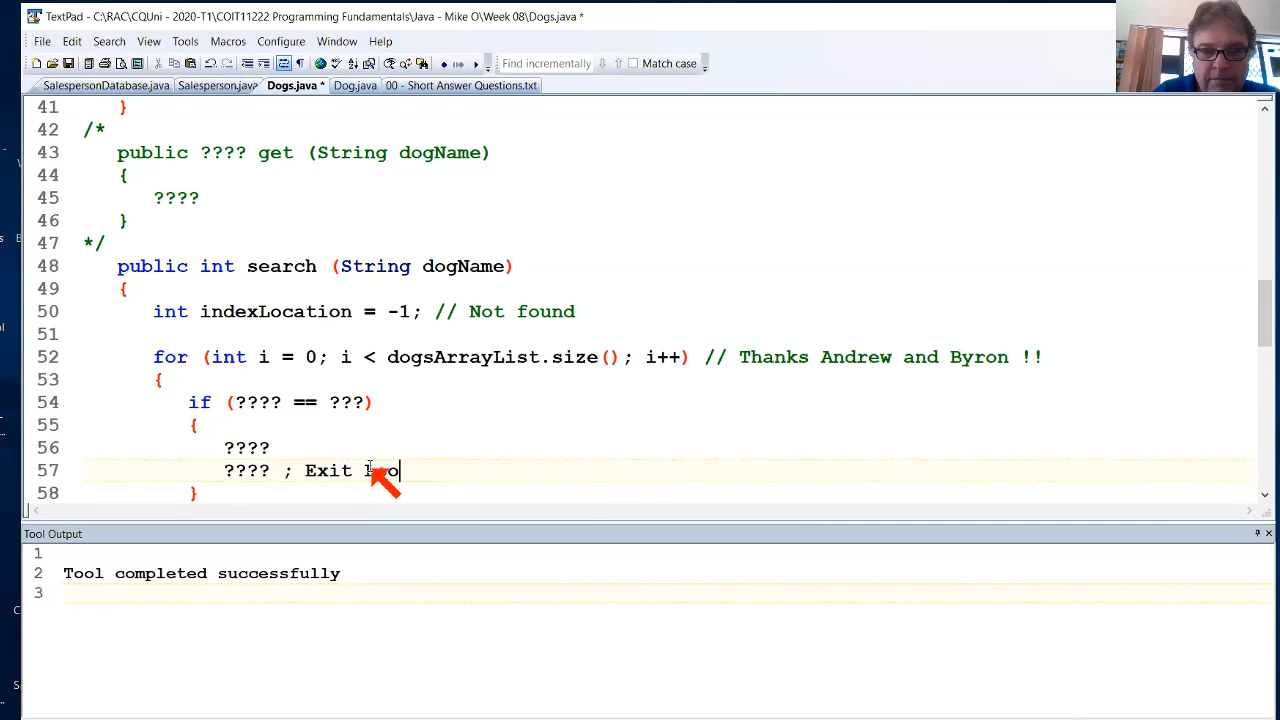 TextPad - C:\RAC\CQUni - 2020-T1\COIT11222 Programming Fundamentals\Java - Mike O\Week 08\Dogs.java *
File Edit Search View Tools Macros Configure Window Help
Find incrementally Match case
SalespersonDatabase.java Salesperson.java Dogs.java * Dog.java 00 - Short Answer Questions.txt
41 }
42 /*
43 public ???? get (String dogName)
44 {
45 ????
46 }
47 */
48 public int search (String dogName)
49 {
50 int indexLocation = -1; // Not found
51
52 for (int i = 0; i < dogsArrayList.size(); i++) // Thanks Andrew and Byron !!
53 {
54 if (???? == ???)
55 {
56 ????
57 ???? ; Exit
58 }
Tool Output
1
2 Tool completed successfully
3